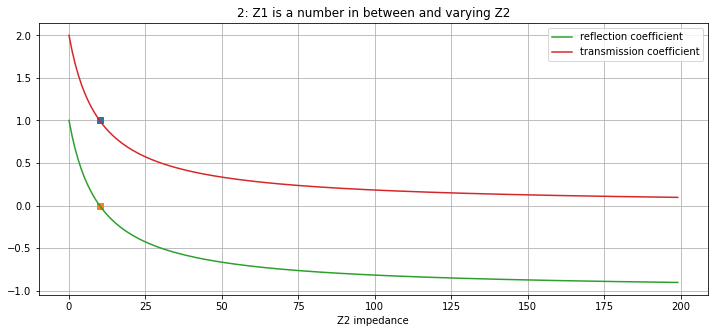 2: Z1 is a number in between and varying Z2
reflection coefficient
transmission coefficient
2.0
1.5
1.0
0.5
0.0
−0.5
−1.0
0 25 50 75 100 125 150 175 200
Z2 impedance